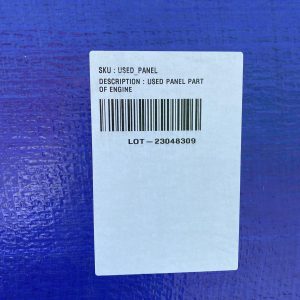 SKU : USED_PANEL
DESCRIPTION : USED PANEL PART
OF ENGINE
LOT - 23048309